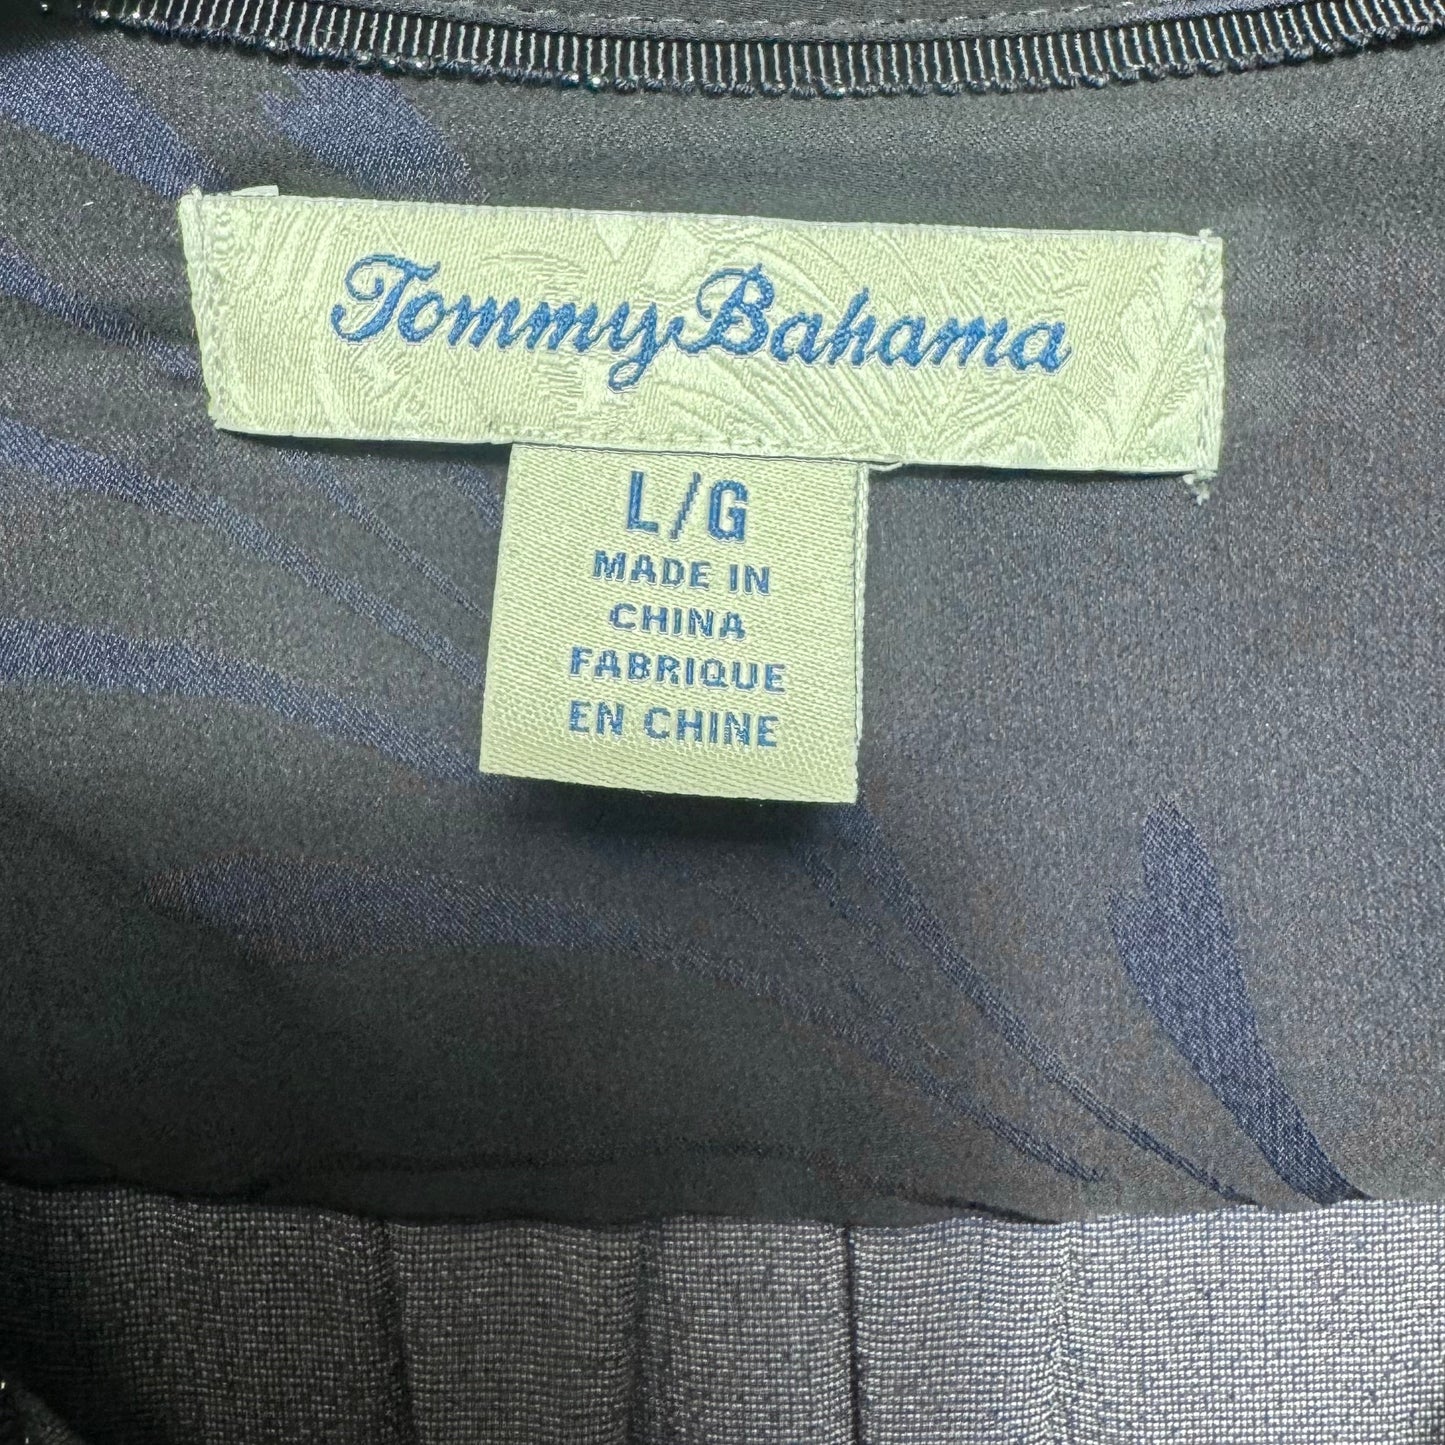 Tommy Bahama
L/G
MADE IN
CHINA
FABRIQUE
EN CHINE